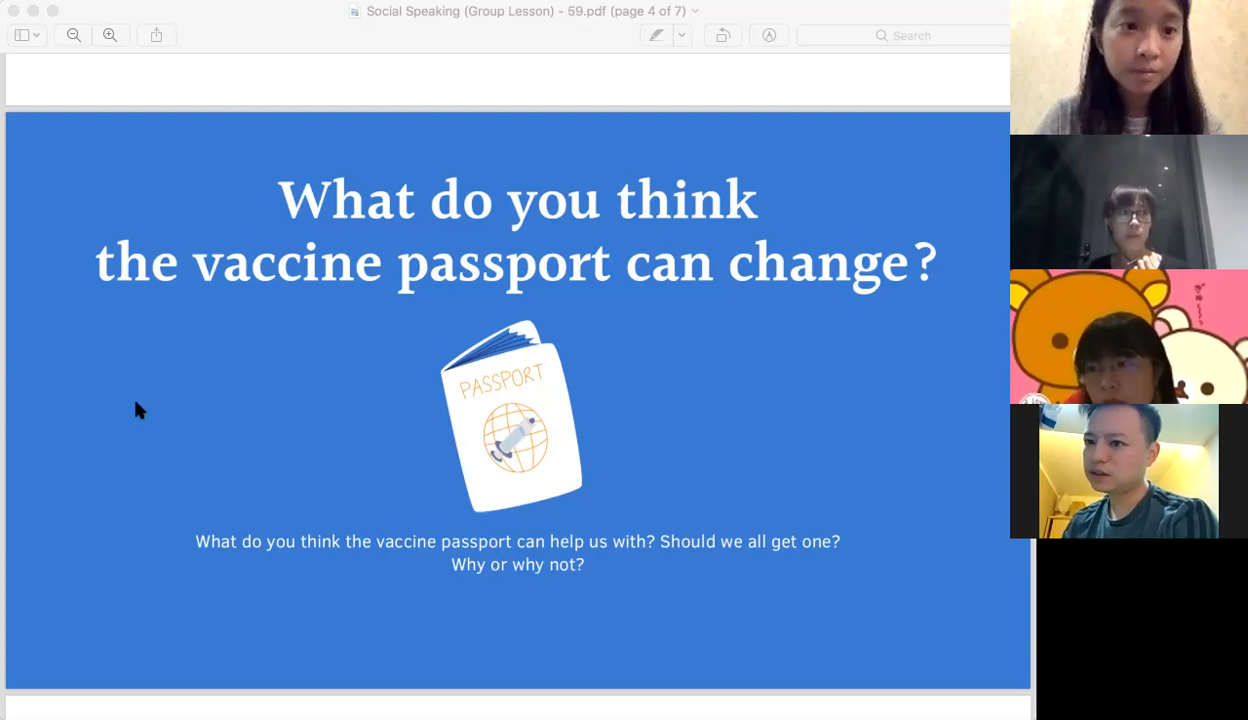 Social Speaking (Group Lesson) - 59.pdf (page 4 of 7)
Search
What do you think
the vaccine passport can change?
PASSPORT
What do you think the vaccine passport can help us with? Should we all get one?
Why or why not?